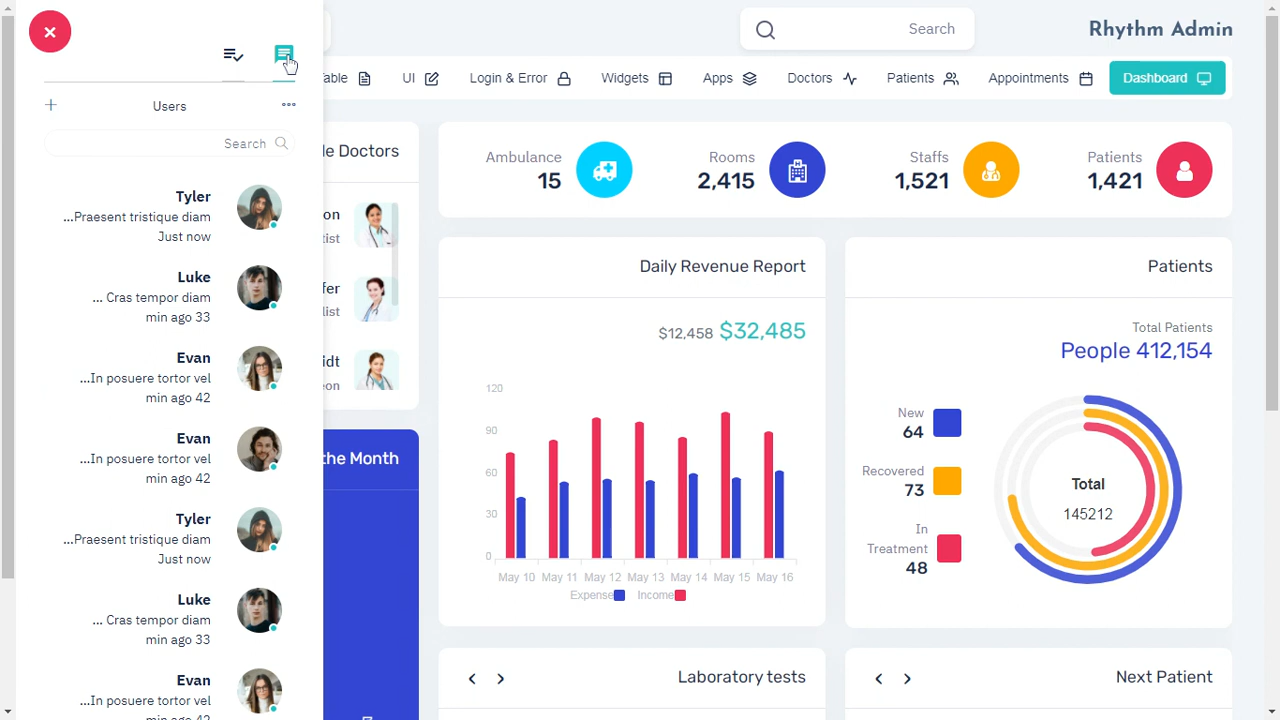 Search
Rhythm Admin
able
UI
Login & Error
Widgets
Apps
Doctors
Patients
Appointments
Dashboard
Users
Search
Tyler
...Praesent tristique diam
Just now
Luke
... Cras tempor diam
min ago 33
Evan
...In posuere tortor vel
min ago 42
Evan
...In posuere tortor vel
min ago 42
Tyler
...Praesent tristique diam
Just now
Luke
... Cras tempor diam
min ago 33
Evan
...In posuere tortor vel
min ago 42
le Doctors
on
tist
fer
list
idt
eon
the Month
Ambulance
15
Rooms
2,415
Staffs
1,521
Patients
1,421
Daily Revenue Report
$12,458 $32,485
120
90
60
30
0
May 10 May 11 May 12 May 13 May 14 May 15 May 16
Expense Income
Patients
Total Patients
People 412,154
New
64
Recovered
73
In
Treatment
48
Total
145212
Laboratory tests
Next Patient